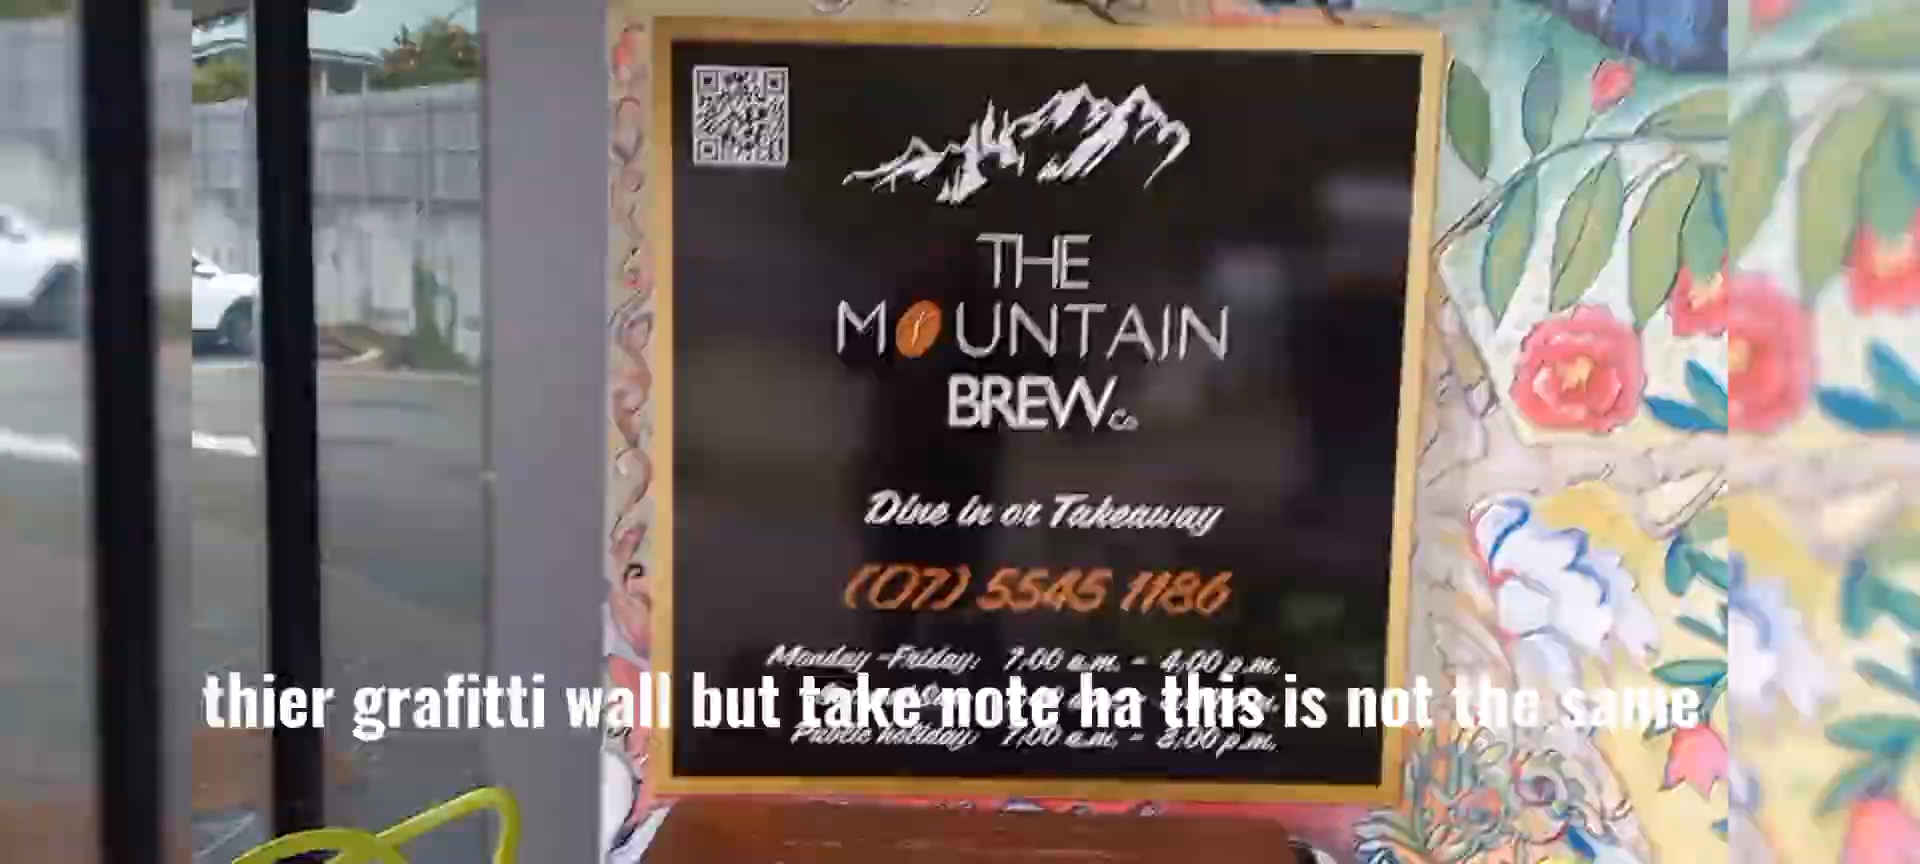 THE
MOUNTAIN
BREW Co
Dine in or Takeaway
(07) 5545 1186
Monday -Friday: 7.00 a.m. - 4.00 p.m.
thier grafitti wall but take note ha this is not the same
Public holiday: 7.00 a.m. - 3.00 p.m.